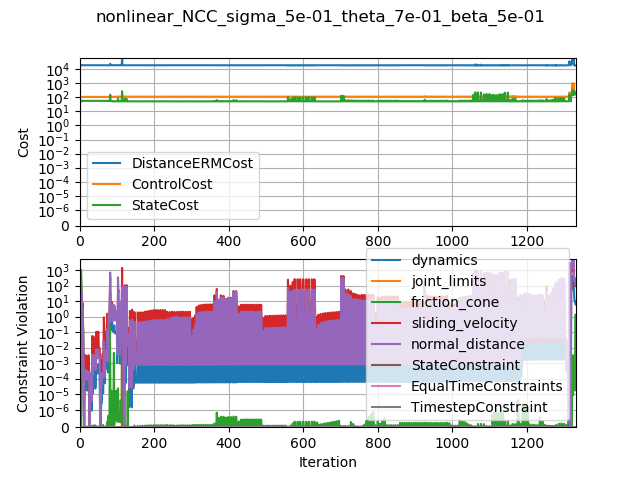 nonlinear_NCC_sigma_5e-01_theta_7e-01_beta_5e-01
Cost
10^4
10^3
10^2
10^1
10^0
10^-1
10^-2
10^-3
10^-4
10^-5
10^-6
0
DistanceERMCost
ControlCost
StateCost
0 200 400 600 800 1000 1200
Constraint Violation
10^3
10^2
10^1
10^0
10^-1
10^-2
10^-3
10^-4
10^-5
10^-6
0
dynamics
joint_limits
friction_cone
sliding_velocity
normal_distance
StateConstraint
EqualTimeConstraints
TimestepConstraint
0 200 400 600 800 1000 1200
Iteration